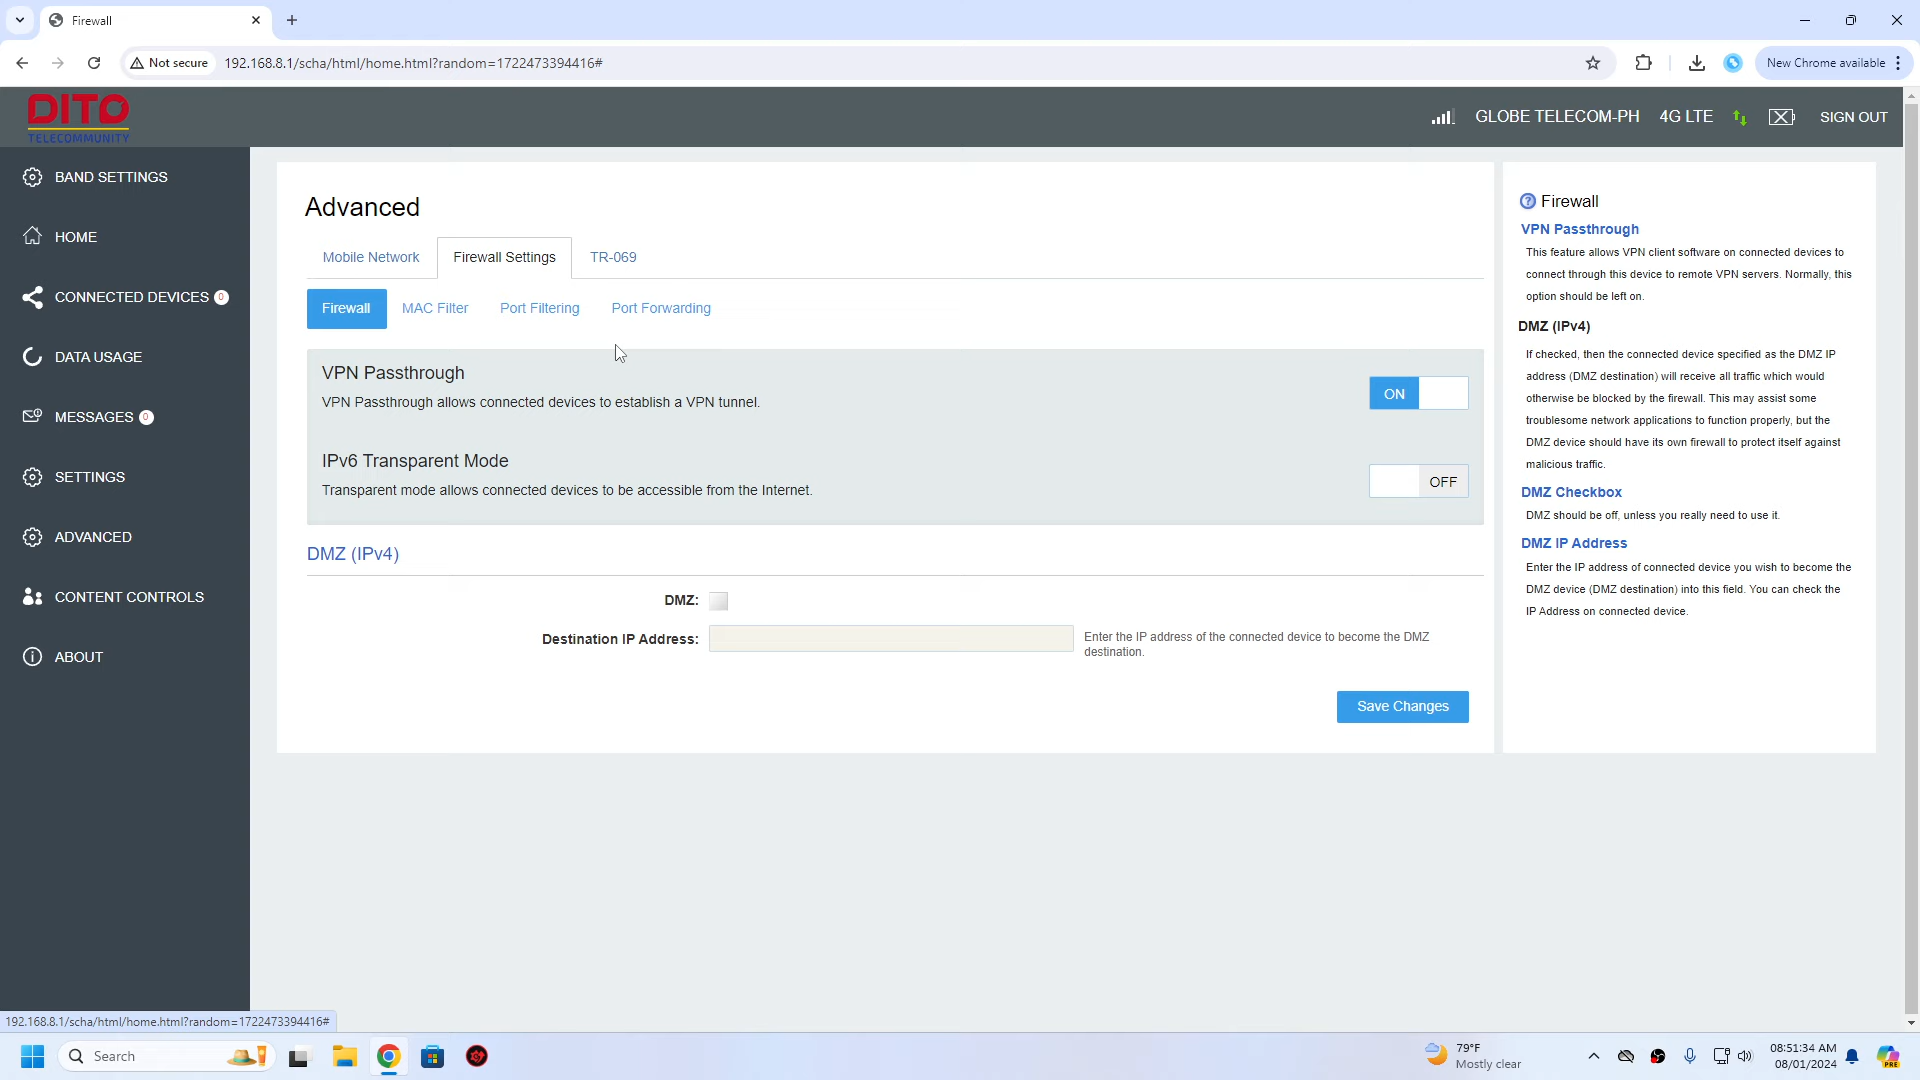 Firewall
Not secure
192.168.8.1/scha/html/home.html?random=1722473394416#
New Chrome available
DITO
TELECOMMUNITY
GLOBE TELECOM-PH
4G LTE
SIGN OUT
BAND SETTINGS
HOME
CONNECTED DEVICES 0
DATA USAGE
MESSAGES 0
SETTINGS
ADVANCED
CONTENT CONTROLS
ABOUT
Advanced
Mobile Network
Firewall Settings
TR-069
Firewall
MAC Filter
Port Filtering
Port Forwarding
VPN Passthrough
VPN Passthrough allows connected devices to establish a VPN tunnel.
ON
IPv6 Transparent Mode
Transparent mode allows connected devices to be accessible from the Internet.
OFF
DMZ (IPv4)
DMZ:
Destination IP Address:
Enter the IP address of the connected device to become the DMZ
destination.
Save Changes
? Firewall
VPN Passthrough
This feature allows VPN client software on connected devices to
connect through this device to remote VPN servers. Normally, this
option should be left on.
DMZ (IPv4)
If checked, then the connected device specified as the DMZ IP
address (DMZ destination) will receive all traffic which would
otherwise be blocked by the firewall. This may assist some
troublesome network applications to function properly, but the
DMZ device should have its own firewall to protect itself against
malicious traffic.
DMZ Checkbox
DMZ should be off, unless you really need to use it.
DMZ IP Address
Enter the IP address of connected device you wish to become the
DMZ device (DMZ destination) into this field. You can check the
IP Address on connected device.
192.168.8.1/scha/html/home.html?random=1722473394416#
Search
79°F
Mostly clear
08:51:34 AM
08/01/2024
PRE